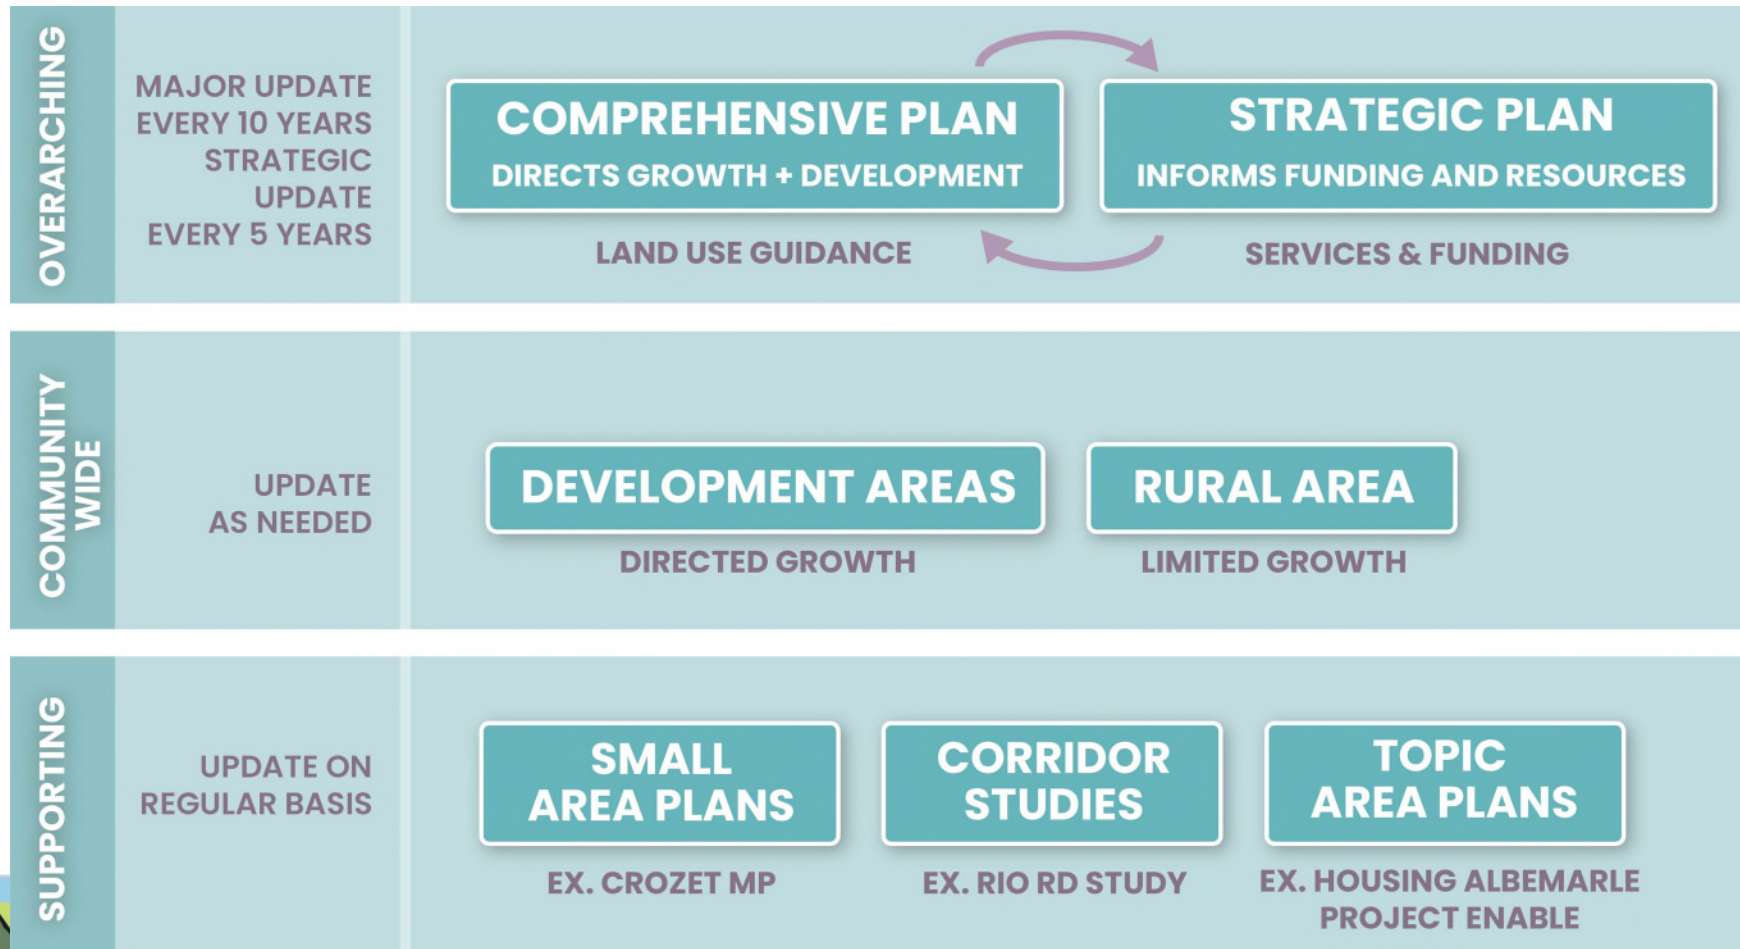 OVERARCHING
MAJOR UPDATE
EVERY 10 YEARS
STRATEGIC
UPDATE
EVERY 5 YEARS
COMPREHENSIVE PLAN
DIRECTS GROWTH + DEVELOPMENT
LAND USE GUIDANCE
STRATEGIC PLAN
INFORMS FUNDING AND RESOURCES
SERVICES & FUNDING
COMMUNITY
WIDE
UPDATE
AS NEEDED
DEVELOPMENT AREAS
DIRECTED GROWTH
RURAL AREA
LIMITED GROWTH
SUPPORTING
UPDATE ON
REGULAR BASIS
SMALL
AREA PLANS
EX. CROZET MP
CORRIDOR
STUDIES
EX. RIO RD STUDY
TOPIC
AREA PLANS
EX. HOUSING ALBEMARLE
PROJECT ENABLE